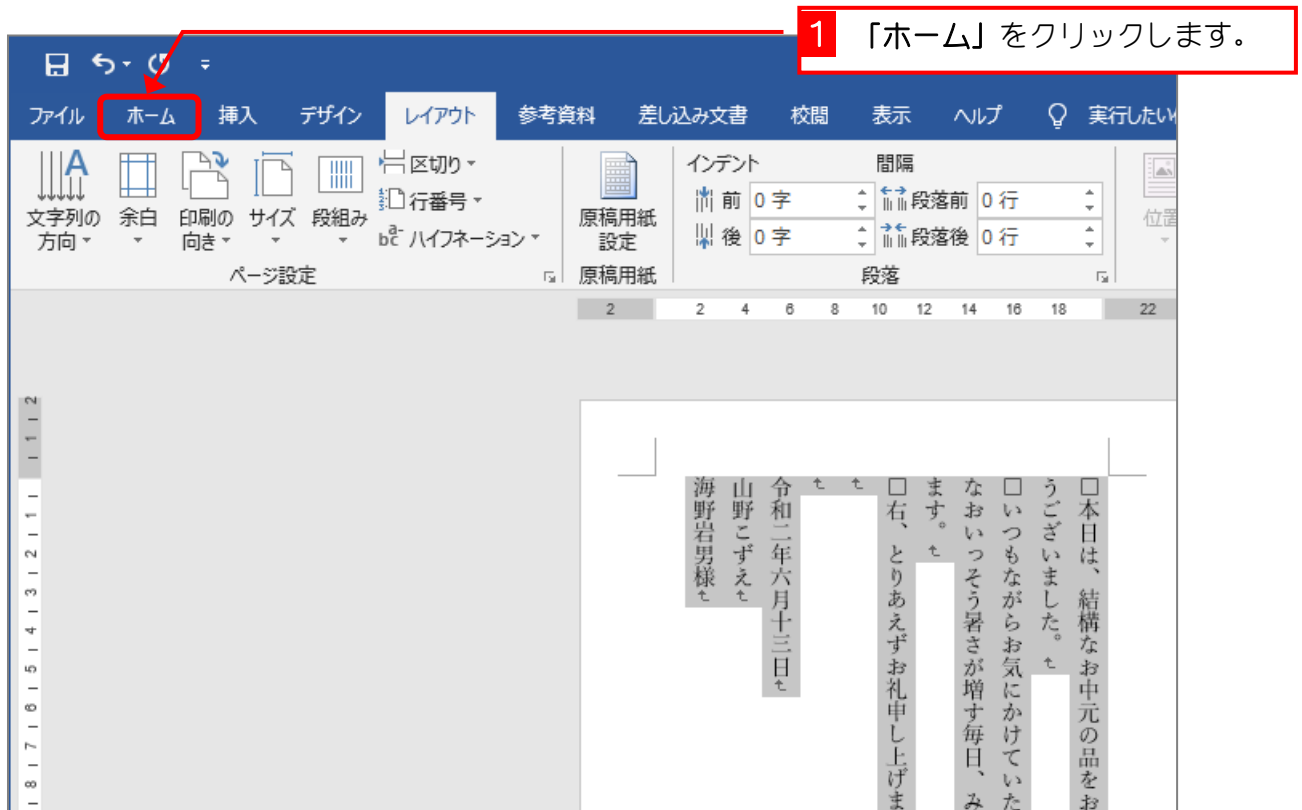 1 「ホーム」をクリックします。
ファイル ホーム 挿入 デザイン レイアウト 参考資料 差し込み文書 校閲 表示 ヘルプ 実行したい
文字列の方向 余白 印刷の向き サイズ 段組み
区切り
行番号
ハイフネーション
ページ設定
原稿用紙設定
原稿用紙
インデント 間隔
前 0 字 段落前 0 行
後 0 字 段落後 0 行
段落
位置
2 2 4 6 8 10 12 14 16 18 22
2 1 1 2 3 4 5 6 7 8
□本日は、結構なお中元の品をお
うございました。
□いつもながらお気にかけていた
なおいっそう暑さが増す毎日、み
ます。
□右、とりあえずお礼申し上げま
令和二年六月十三日
山野こずえ
海野岩男様